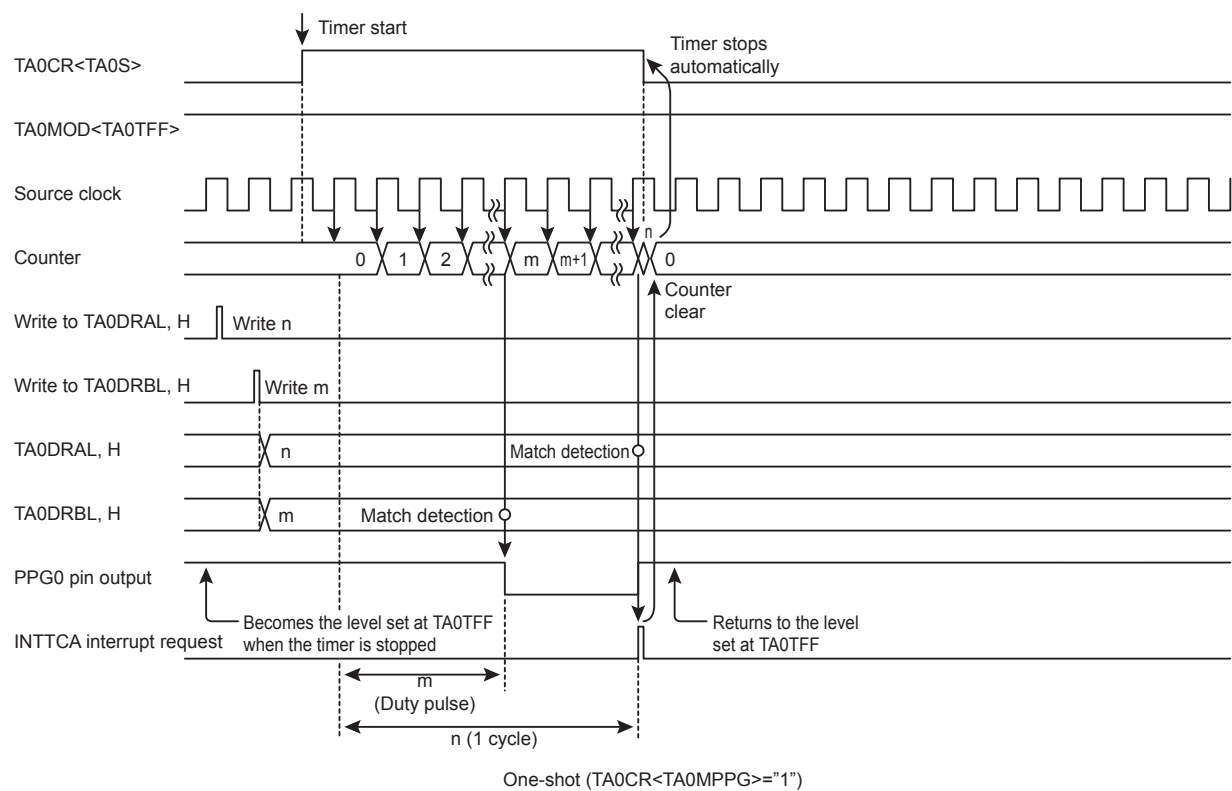 Timer start
TA0CR<TA0S>
Timer stops
automatically
TA0MOD<TA0TFF>
Source clock
n
Counter
0 1 2 m m+1 0
Counter
clear
Write to TA0DRAL, H
Write n
Write to TA0DRBL, H
Write m
TA0DRAL, H
n
Match detection
TA0DRBL, H
m
Match detection
PPG0 pin output
Becomes the level set at TA0TFF
when the timer is stopped
Returns to the level
set at TA0TFF
INTTCA interrupt request
m
(Duty pulse)
n (1 cycle)
One-shot (TA0CR<TA0MPPG>=”1”)